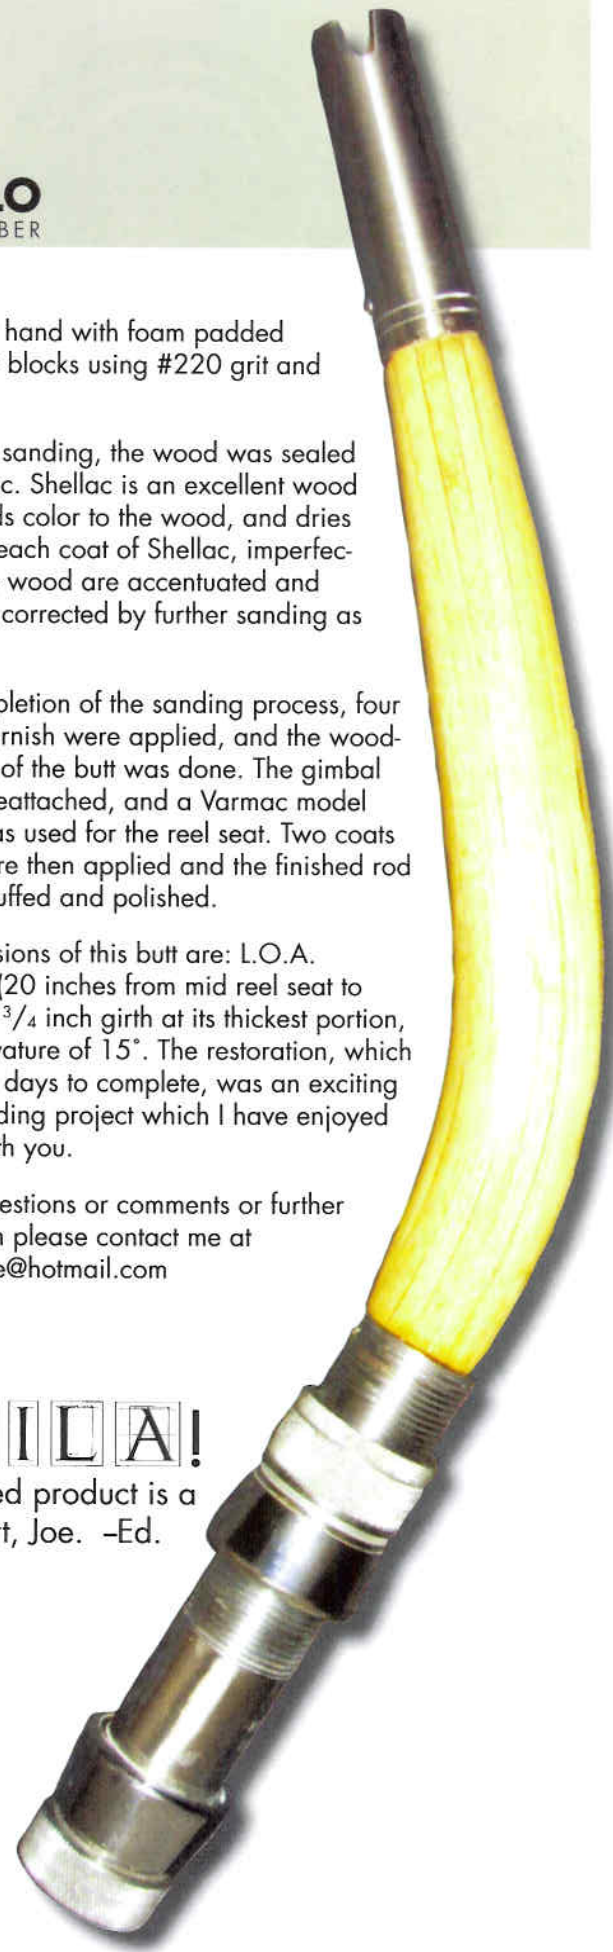 LO
BER
hand with foam padded
blocks using #220 grit and
sanding, the wood was sealed
c. Shellac is an excellent wood
ls color to the wood, and dries
each coat of Shellac, imperfec-
wood are accentuated and
corrected by further sanding as
pletion of the sanding process, four
rnish were applied, and the wood-
of the butt was done. The gimbal
eattached, and a Varmac model
as used for the reel seat. Two coats
re then applied and the finished rod
uffed and polished.
sions of this butt are: L.O.A.
(20 inches from mid reel seat to
3/4 inch girth at its thickest portion,
vature of 15°. The restoration, which
days to complete, was an exciting
ding project which I have enjoyed
th you.
estions or comments or further
n please contact me at
e@hotmail.com
ILA!
ed product is a
t, Joe. –Ed.